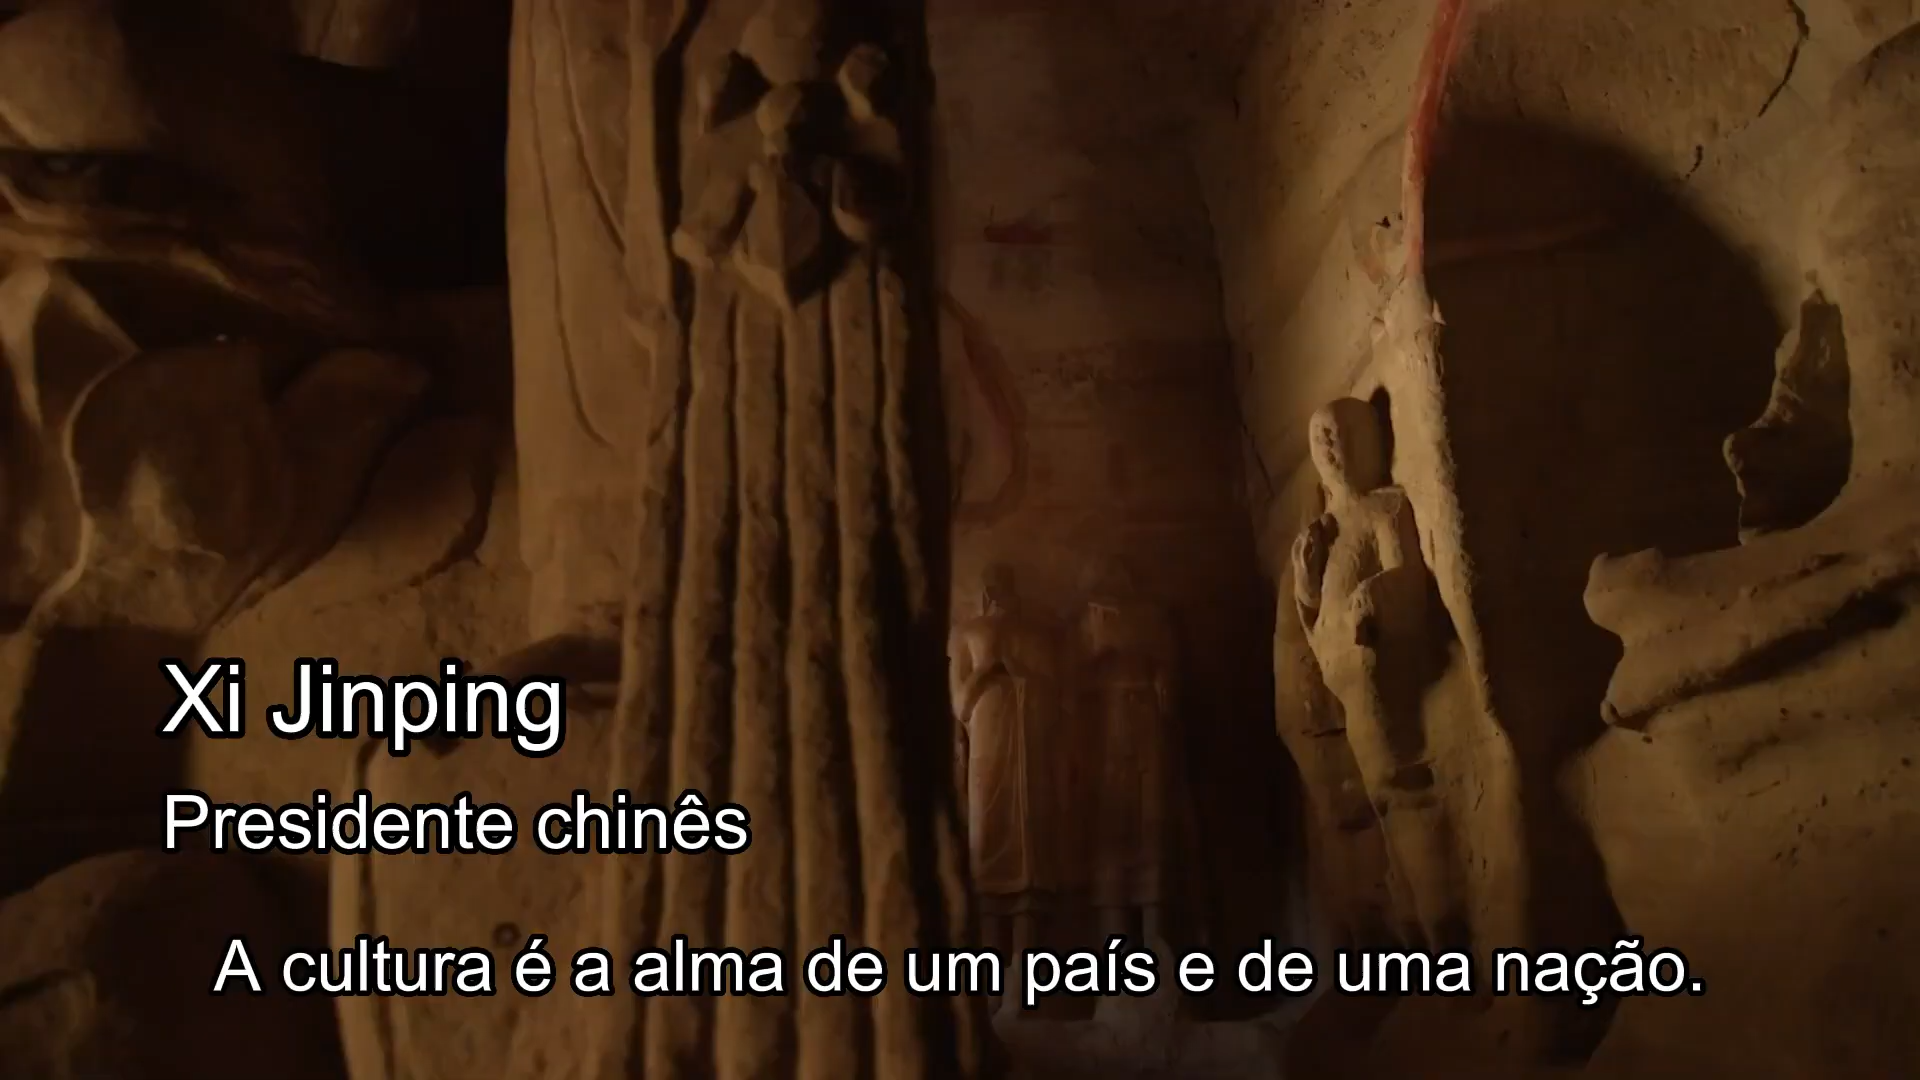 Xi Jinping
Presidente chinês
A cultura é a alma de um país e de uma nação.